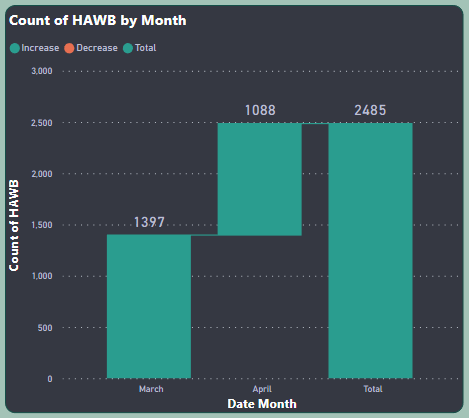 Count of HAWB by Month
Increase Decrease Total
3,000
2,500
2,000
1,500
1,000
500
0
Count of HAWB
1397
1088
2485
March April Total
Date Month